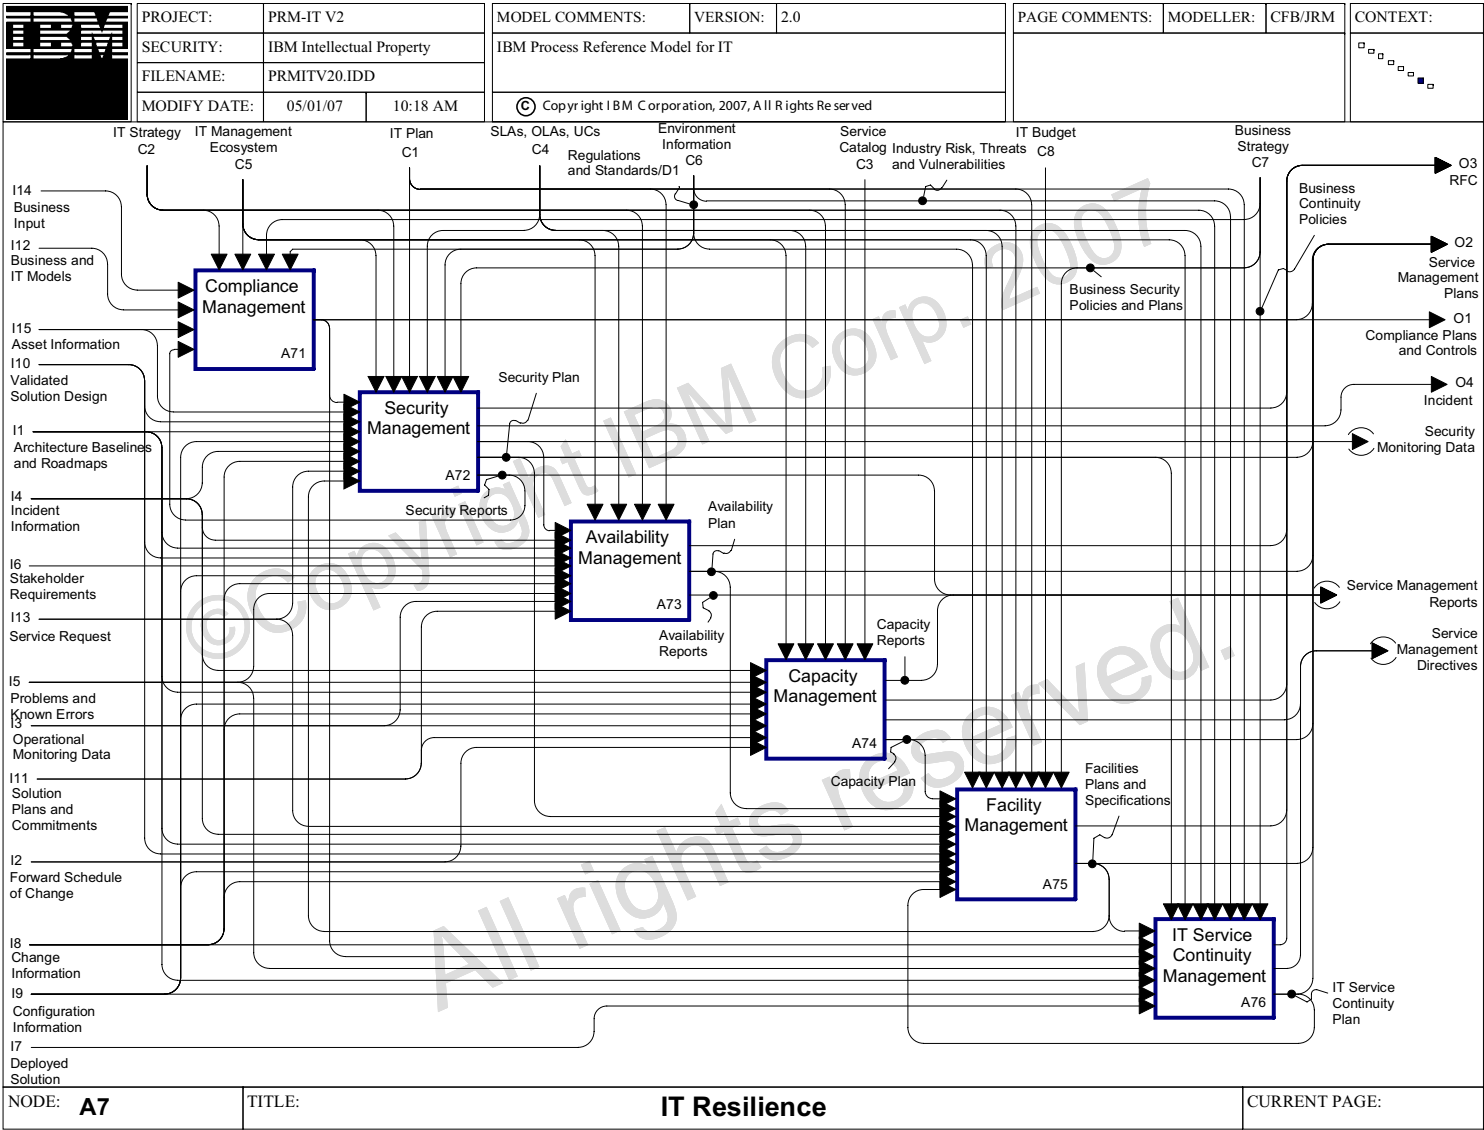 IBM
PROJECT: PRM-IT V2
SECURITY: IBM Intellectual Property
FILENAME: PRMITV20.IDD
MODIFY DATE: 05/01/07 10:18 AM
MODEL COMMENTS: VERSION: 2.0
IBM Process Reference Model for IT
© Copyright IBM Corporation, 2007, All Rights Reserved
PAGE COMMENTS: MODELLER: CFB/JRM
CONTEXT:
IT Strategy
C2
IT Management
Ecosystem
C5
IT Plan
C1
SLAs, OLAs, UCs
C4
Regulations
and Standards/D1
Environment
Information
C6
Service
Catalog
C3
Industry Risk, Threats
and Vulnerabilities
IT Budget
C8
Business
Strategy
C7
Business
Continuity
Policies
O3
RFC
O2
Service
Management
Plans
O1
Compliance Plans
and Controls
O4
Incident
Security
Monitoring Data
Service Management
Reports
Service
Management
Directives
I14
Business
Input
I12
Business and
IT Models
I15
Asset Information
I10
Validated
Solution Design
I1
Architecture Baselines
and Roadmaps
I4
Incident
Information
I6
Stakeholder
Requirements
I13
Service Request
I5
Problems and
Known Errors
I3
Operational
Monitoring Data
I11
Solution
Plans and
Commitments
I2
Forward Schedule
of Change
I8
Change
Information
I9
Configuration
Information
I7
Deployed
Solution
Compliance
Management
A71
Business Security
Policies and Plans
Security
Management
A72
Security Plan
Security Reports
Availability
Management
A73
Availability
Plan
Availability
Reports
Capacity
Management
A74
Capacity
Reports
Capacity Plan
Facility
Management
A75
Facilities
Plans and
Specifications
IT Service
Continuity
Management
A76
IT Service
Continuity
Plan
©Copyright IBM Corp. 2007
All rights reserved.
NODE: A7
TITLE: IT Resilience
CURRENT PAGE: